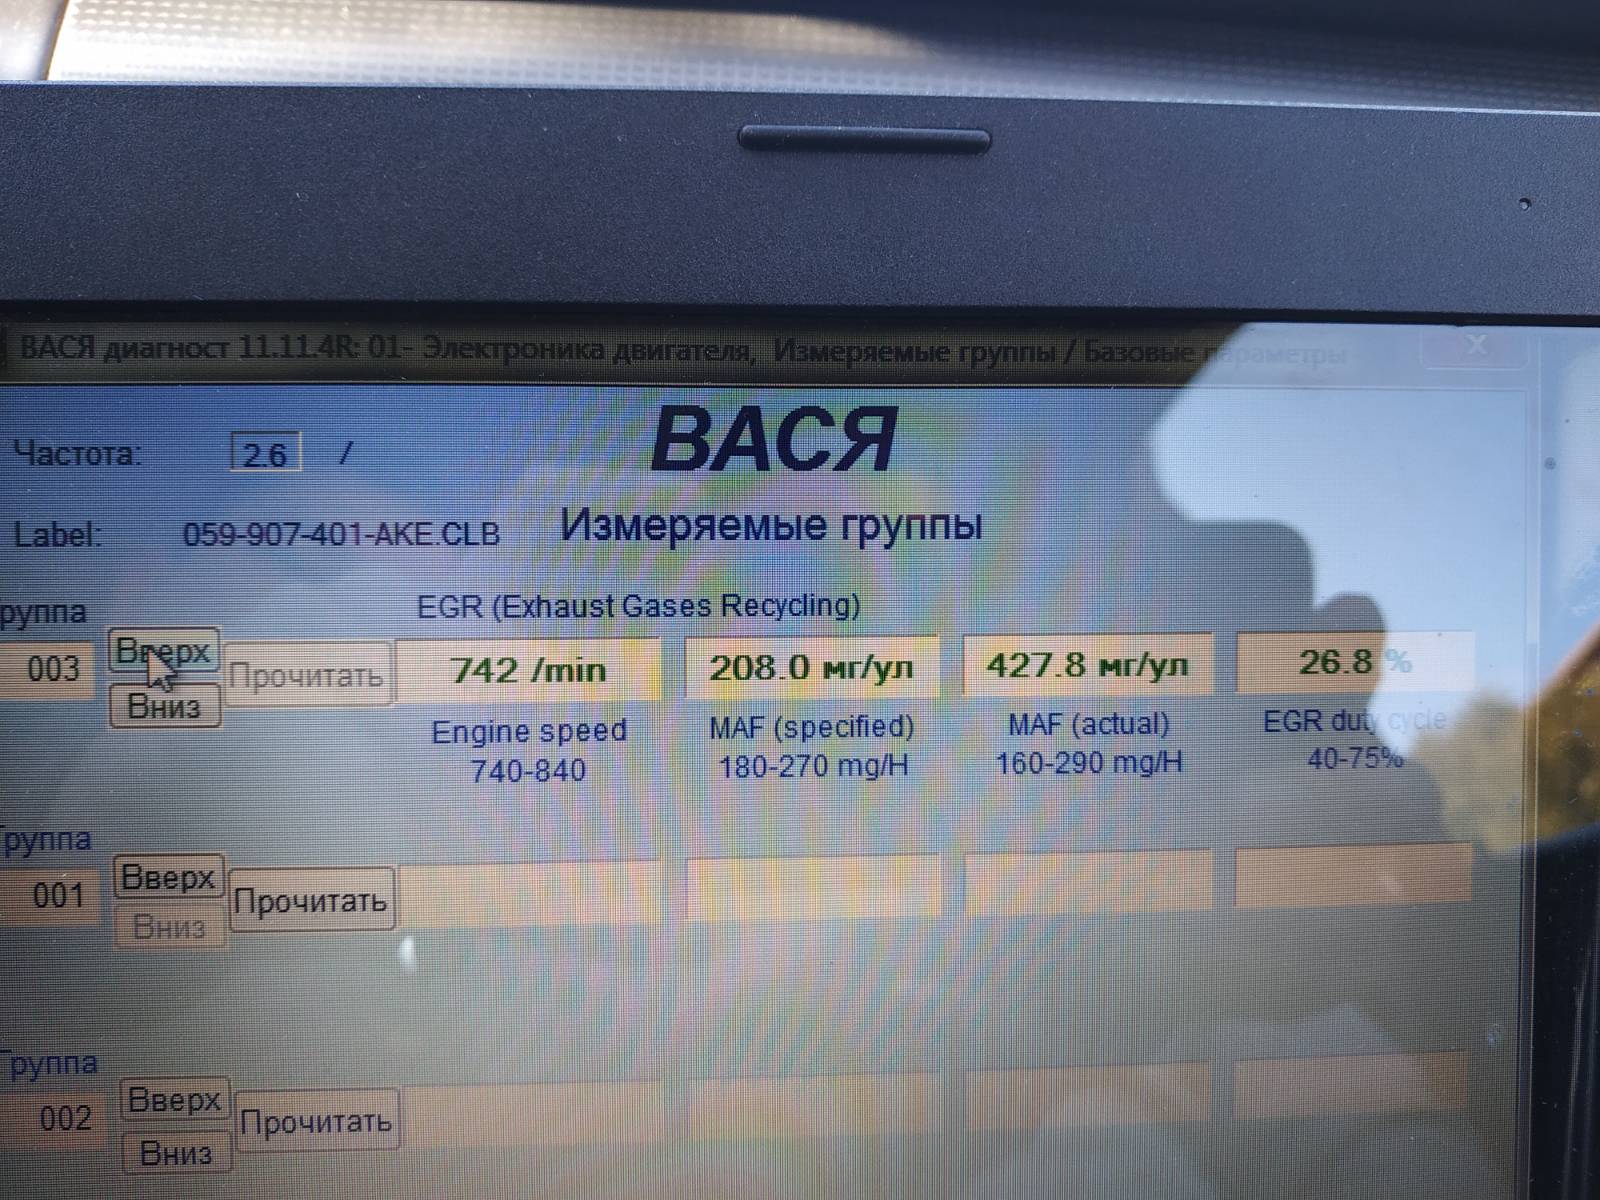 ВАСЯ диагност 11.11.4R: 01- Электроника двигателя, Измеряемые группы / Базовые параметры
X
ВАСЯ
Частота: 2.6 /
Label: 059-907-401-AKE.CLB
Измеряемые группы
руппа
EGR (Exhaust Gases Recycling)
003 Вверх Прочитать 742 /min 208.0 мг/ул 427.8 мг/ул 26.8 %
Вниз
Engine speed MAF (specified) MAF (actual) EGR duty cycle
740-840 180-270 mg/H 160-290 mg/H 40-75%
Группа
001 Вверх Прочитать
Вниз
Группа
002 Вверх Прочитать
Вниз